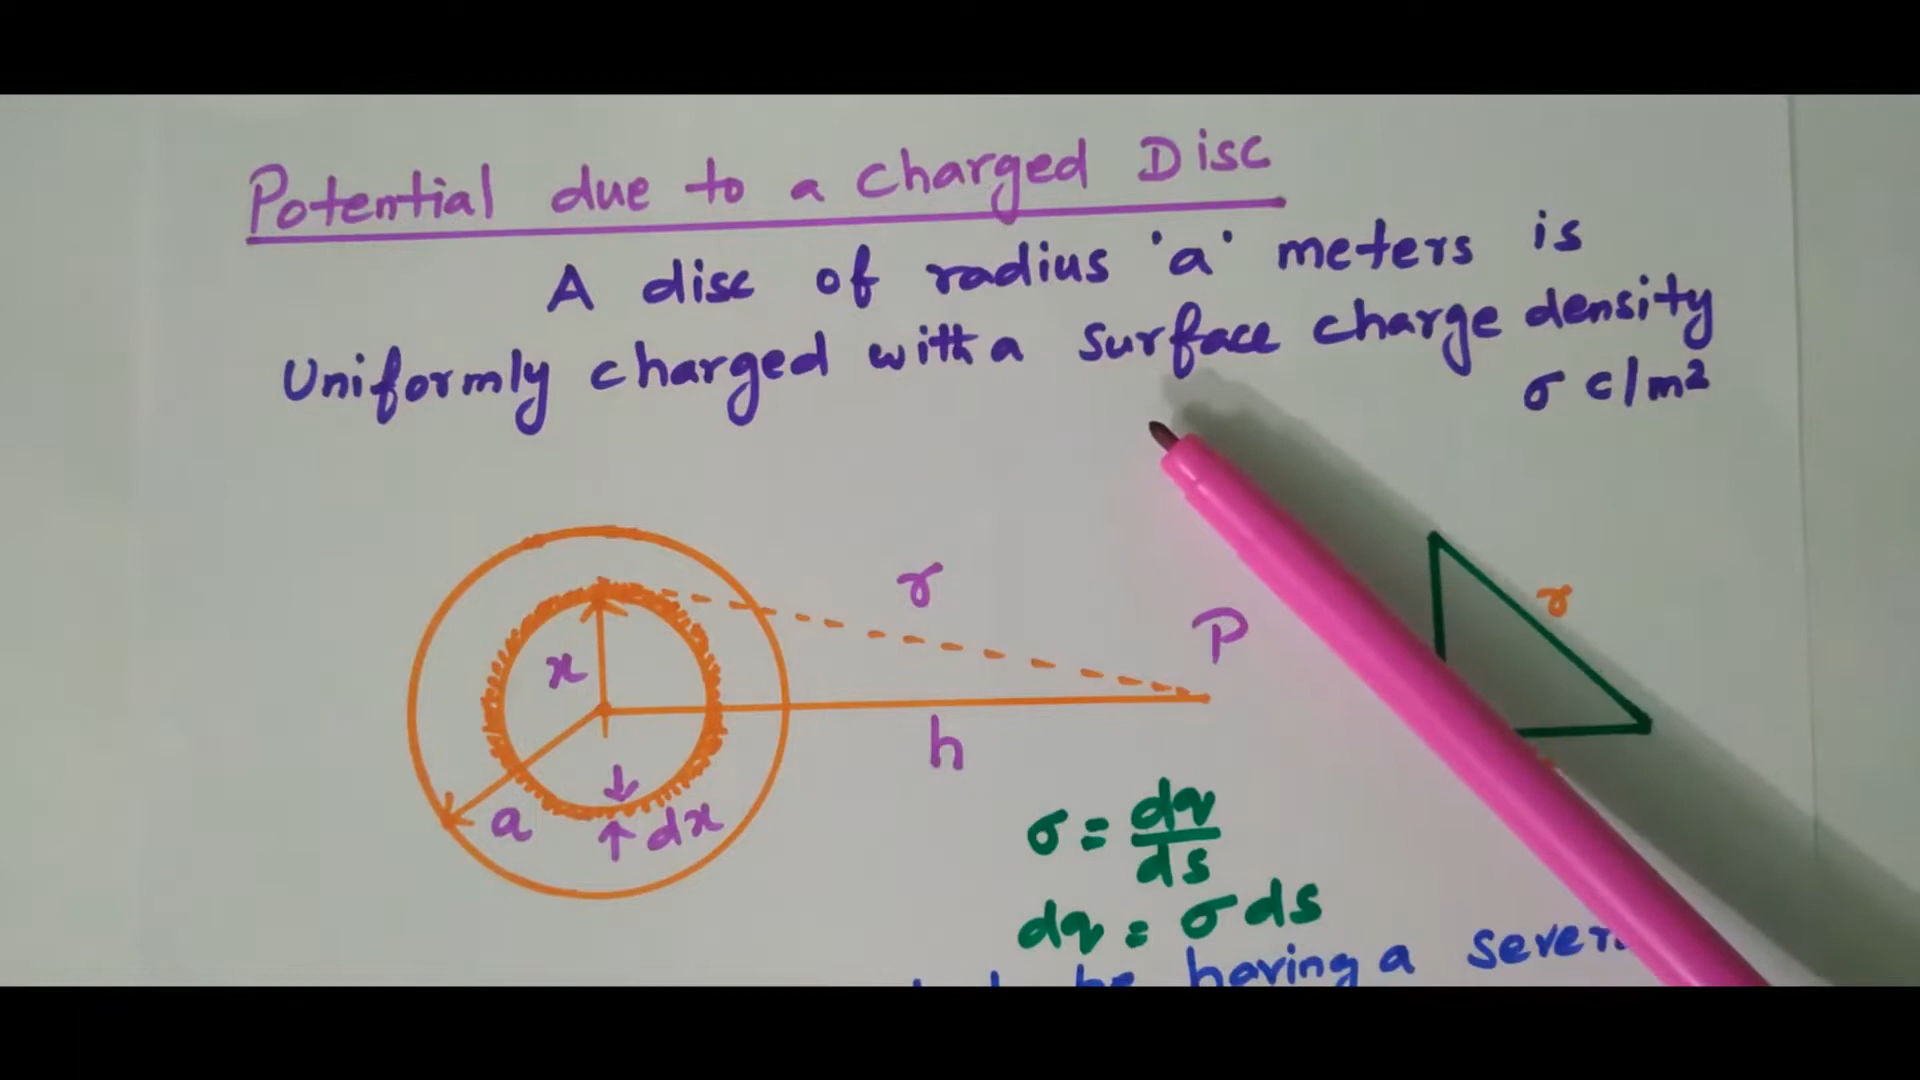 Potential due to a charged Disc
A disc of radius 'a' meters is
Uniformly charged with a surface charge density
σ c/m²
r
P
x
r
h
a
dx
σ = dq/ds
dq = σ ds
be having a